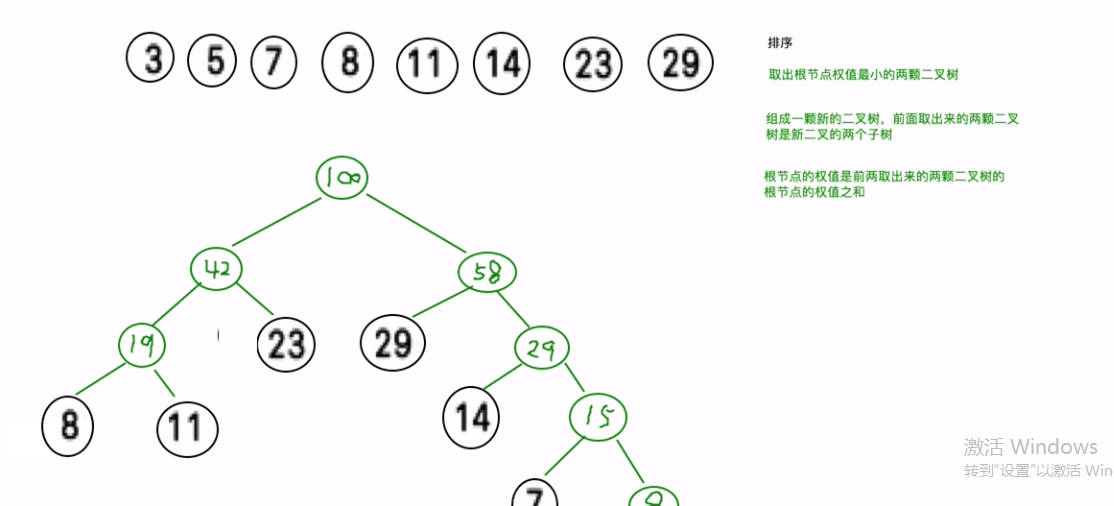 3 5 7 8 11 14 23 29
排序
取出根节点权值最小的两颗二叉树
组成一颗新的二叉树，前面取出来的两颗二叉
树是新二叉的两个子树
根节点的权值是前两取出来的两颗二叉树的
根节点的权值之和
100
42 58
19 23 29 29
8 11 14 15
7
激活 Windows
转到"设置"以激活 Win